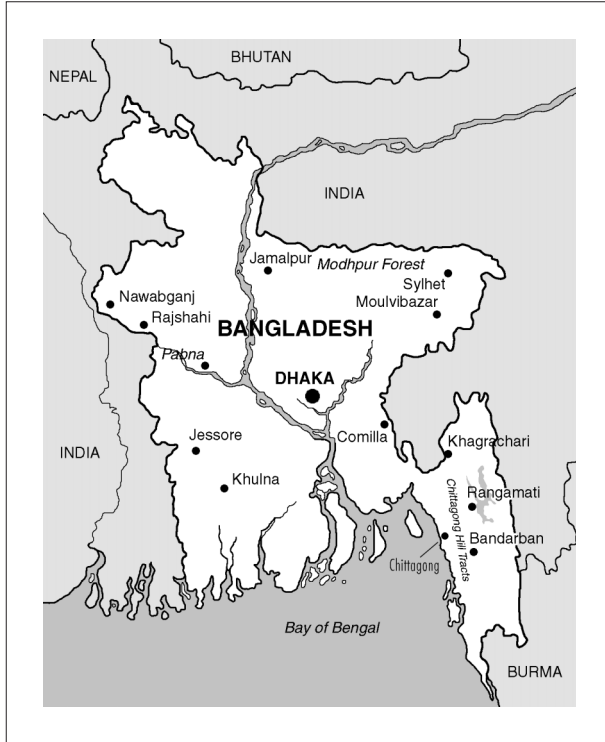 BHUTAN
NEPAL
INDIA
Jamalpur
Modhpur Forest
Sylhet
Nawabganj
Moulvibazar
Rajshahi
BANGLADESH
Pabna
DHAKA
Comilla
Jessore
Khagrachari
INDIA
Khulna
Rangamati
Chittagong Hill Tracts
Bandarban
Chittagong
Bay of Bengal
BURMA